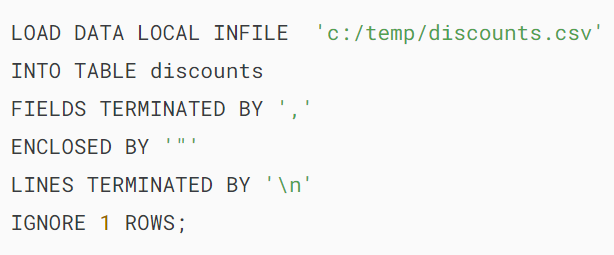 LOAD DATA LOCAL INFILE  'c:/temp/discounts.csv'
INTO TABLE discounts
FIELDS TERMINATED BY ','
ENCLOSED BY '"'
LINES TERMINATED BY '\n'
IGNORE 1 ROWS;